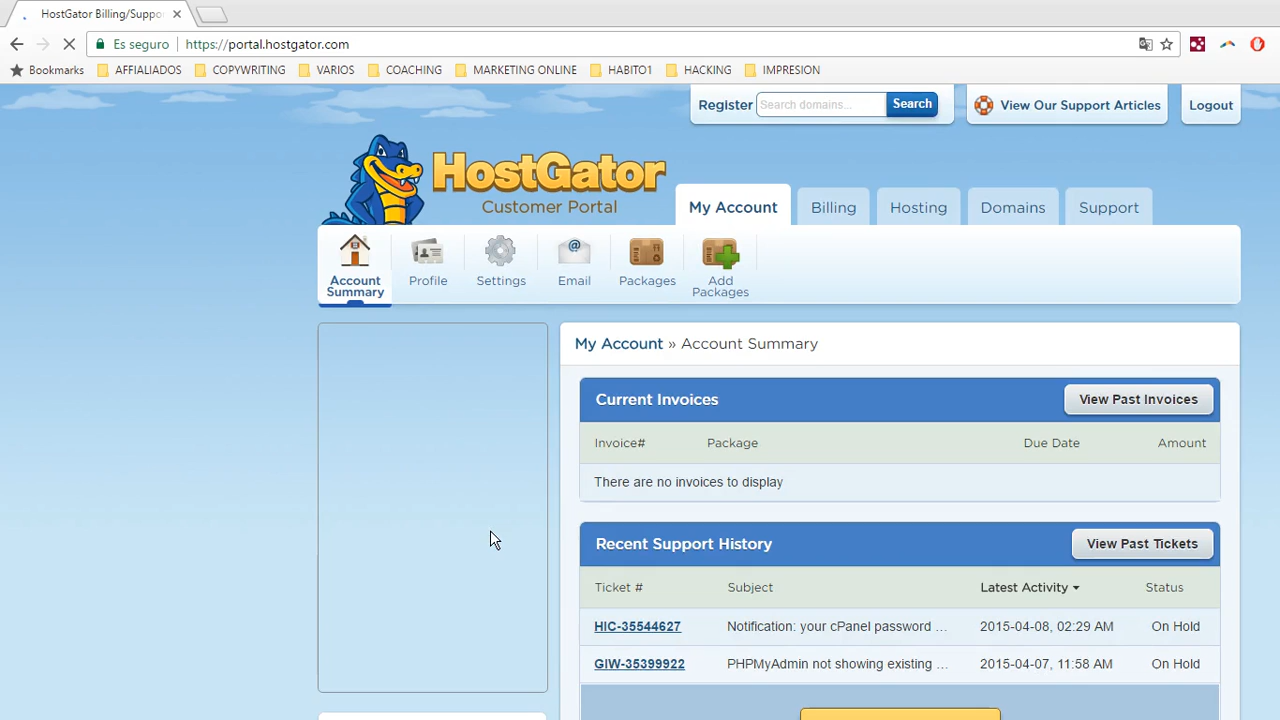 HostGator Billing/Suppo
Es seguro
https://portal.hostgator.com
Bookmarks AFFIALIADOS COPYWRITING VARIOS COACHING MARKETING ONLINE HABITO1 HACKING IMPRESION
Register Search domains... Search
View Our Support Articles
Logout
HostGator
Customer Portal
My Account Billing Hosting Domains Support
Account Summary
Profile
Settings
Email
Packages
Add Packages
My Account » Account Summary
Current Invoices
View Past Invoices
Invoice# Package Due Date Amount
There are no invoices to display
Recent Support History
View Past Tickets
Ticket # Subject Latest Activity Status
HIC-35544627 Notification: your cPanel password ... 2015-04-08, 02:29 AM On Hold
GIW-35399922 PHPMyAdmin not showing existing ... 2015-04-07, 11:58 AM On Hold